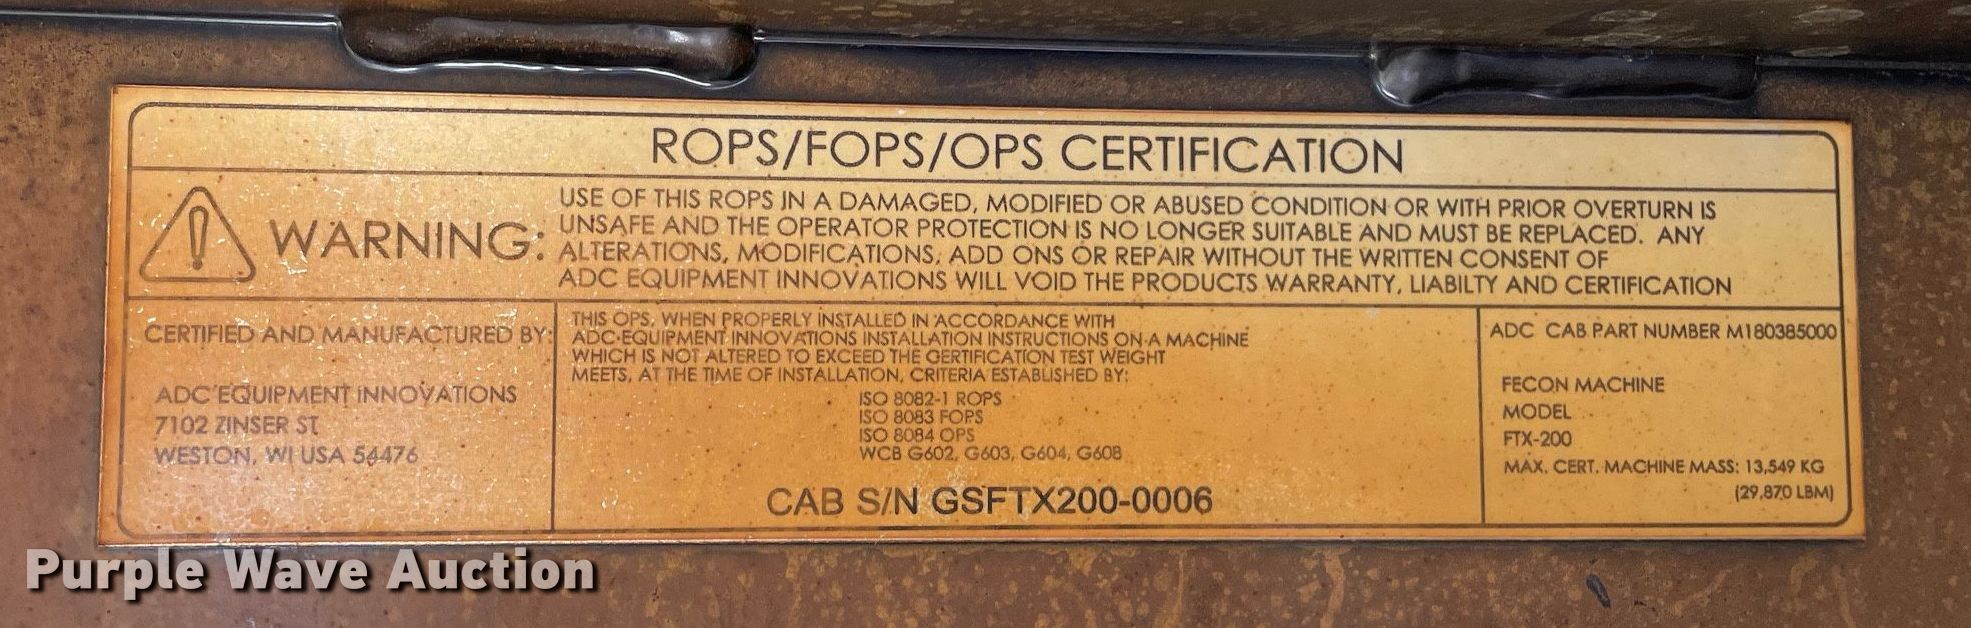 ROPS/FOPS/OPS CERTIFICATION
WARNING:
USE OF THIS ROPS IN A DAMAGED, MODIFIED OR ABUSED CONDITION OR WITH PRIOR OVERTURN IS
UNSAFE AND THE OPERATOR PROTECTION IS NO LONGER SUITABLE AND MUST BE REPLACED. ANY
ALTERATIONS, MODIFICATIONS, ADD ONS OR REPAIR WITHOUT THE WRITTEN CONSENT OF
ADC EQUIPMENT INNOVATIONS WILL VOID THE PRODUCTS WARRANTY, LIABILTY AND CERTIFICATION
CERTIFIED AND MANUFACTURED BY:
ADC EQUIPMENT INNOVATIONS
7102 ZINSER ST
WESTON, WI USA 54476
THIS OPS, WHEN PROPERLY INSTALLED IN ACCORDANCE WITH
ADC EQUIPMENT INNOVATIONS INSTALLATION INSTRUCTIONS ON A MACHINE
WHICH IS NOT ALTERED TO EXCEED THE CERTIFICATION TEST WEIGHT
MEETS, AT THE TIME OF INSTALLATION, CRITERIA ESTABLISHED BY:
ISO 8082-1 ROPS
ISO 8083 FOPS
ISO 8084 OPS
WCB G602, G603, G604, G608
CAB S/N GSFTX200-0006
ADC CAB PART NUMBER M180385000
FECON MACHINE
MODEL
FTX-200
MAX. CERT. MACHINE MASS: 13,549 KG
(29,870 LBM)
Purple Wave Auction